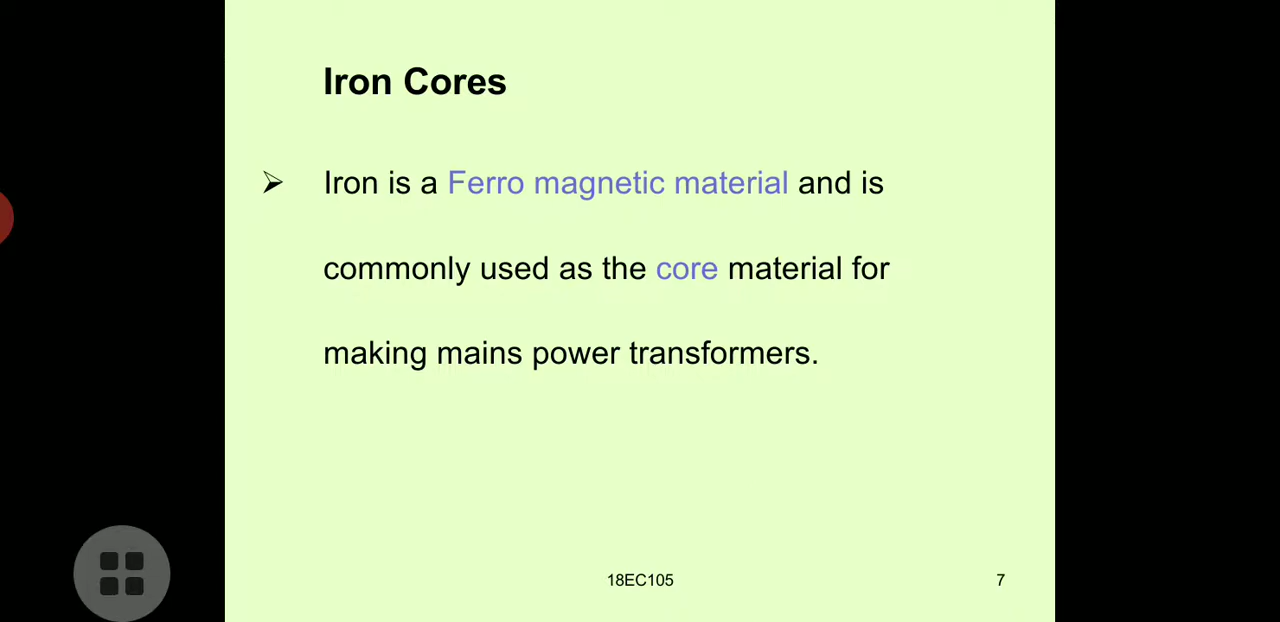 Iron Cores
➢ Iron is a Ferro magnetic material and is
commonly used as the core material for
making mains power transformers.
18EC105 7